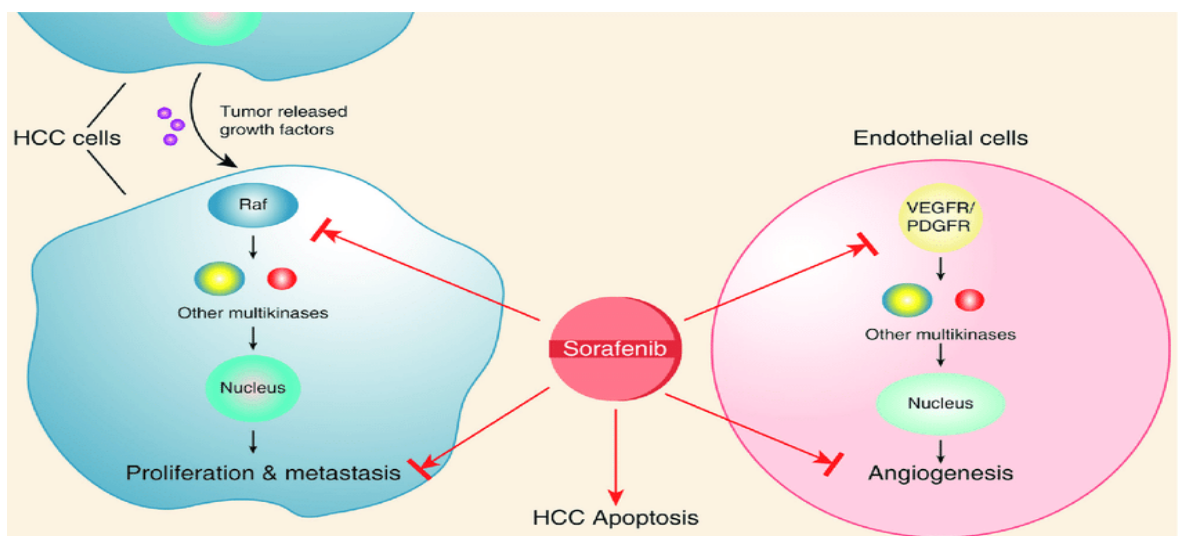 Tumor released
growth factors
HCC cells
Raf
Other multikinases
Nucleus
Proliferation & metastasis
Sorafenib
HCC Apoptosis
Endothelial cells
VEGFR/
PDGFR
Other multikinases
Nucleus
Angiogenesis